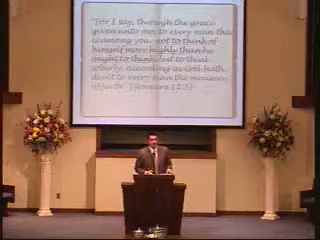 "For I say, through the grace
given unto me, to every man that
is among you, not to think of
himself more highly than he
ought to think; but to think
soberly, according as God hath
dealt to every man the measure
of faith." (Romans 12:3)